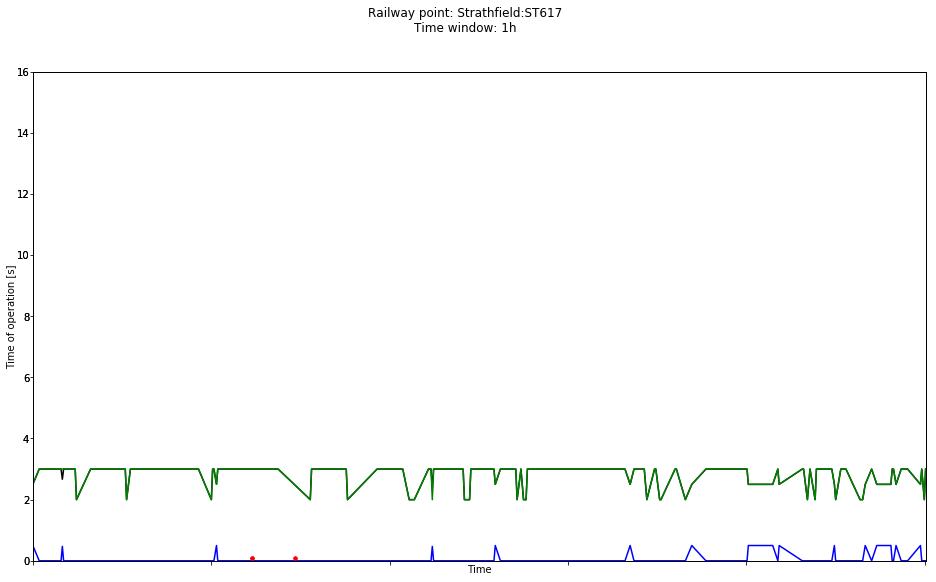 Railway point: Strathfield:ST617
Time window: 1h
16
14
12
10
8
6
4
2
0
Time of operation [s]
Time